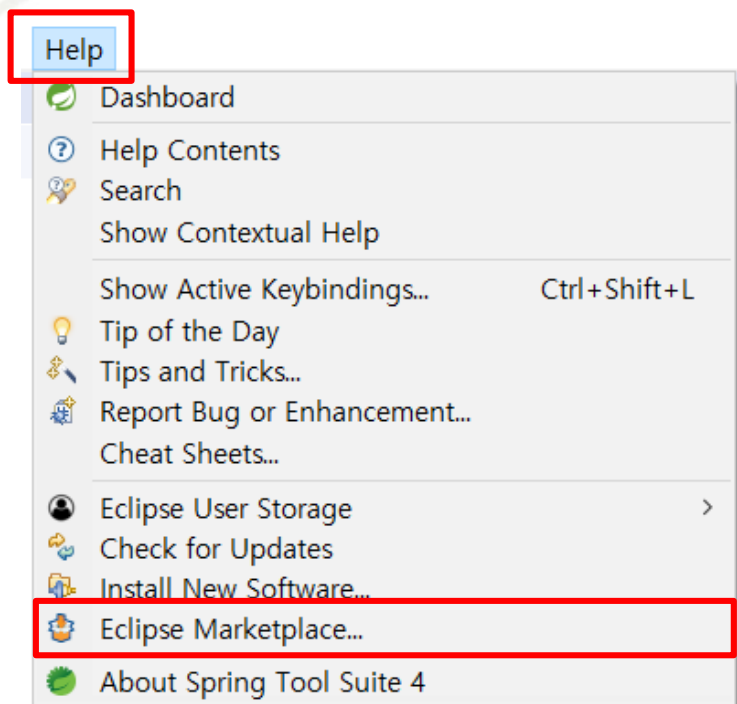 Help
Dashboard
Help Contents
Search
Show Contextual Help
Show Active Keybindings... Ctrl+Shift+L
Tip of the Day
Tips and Tricks...
Report Bug or Enhancement...
Cheat Sheets...
Eclipse User Storage
Check for Updates
Install New Software...
Eclipse Marketplace...
About Spring Tool Suite 4